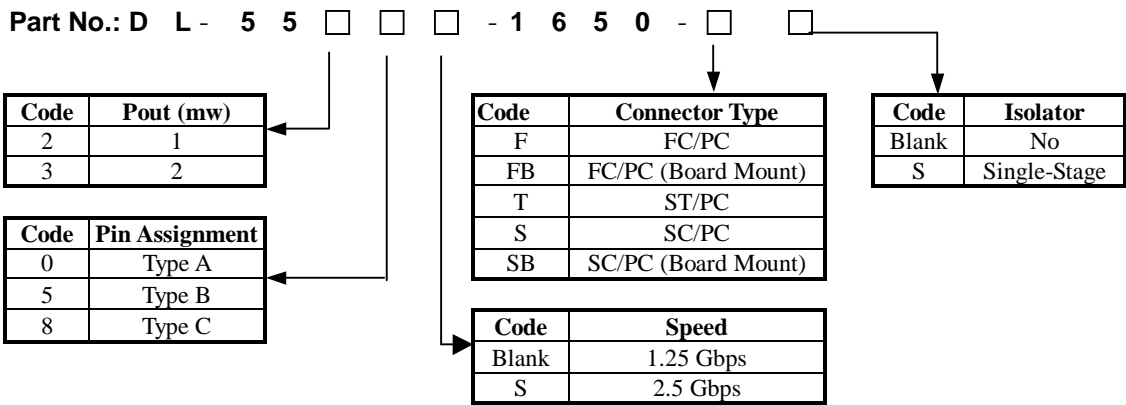 Part No.: D L - 5 5 □ □ □ - 1 6 5 0 - □ □
Code Pout (mw)
2 1
3 2
Code Pin Assignment
0 Type A
5 Type B
8 Type C
Code Connector Type
F FC/PC
FB FC/PC (Board Mount)
T ST/PC
S SC/PC
SB SC/PC (Board Mount)
Code Speed
Blank 1.25 Gbps
S 2.5 Gbps
Code Isolator
Blank No
S Single-Stage